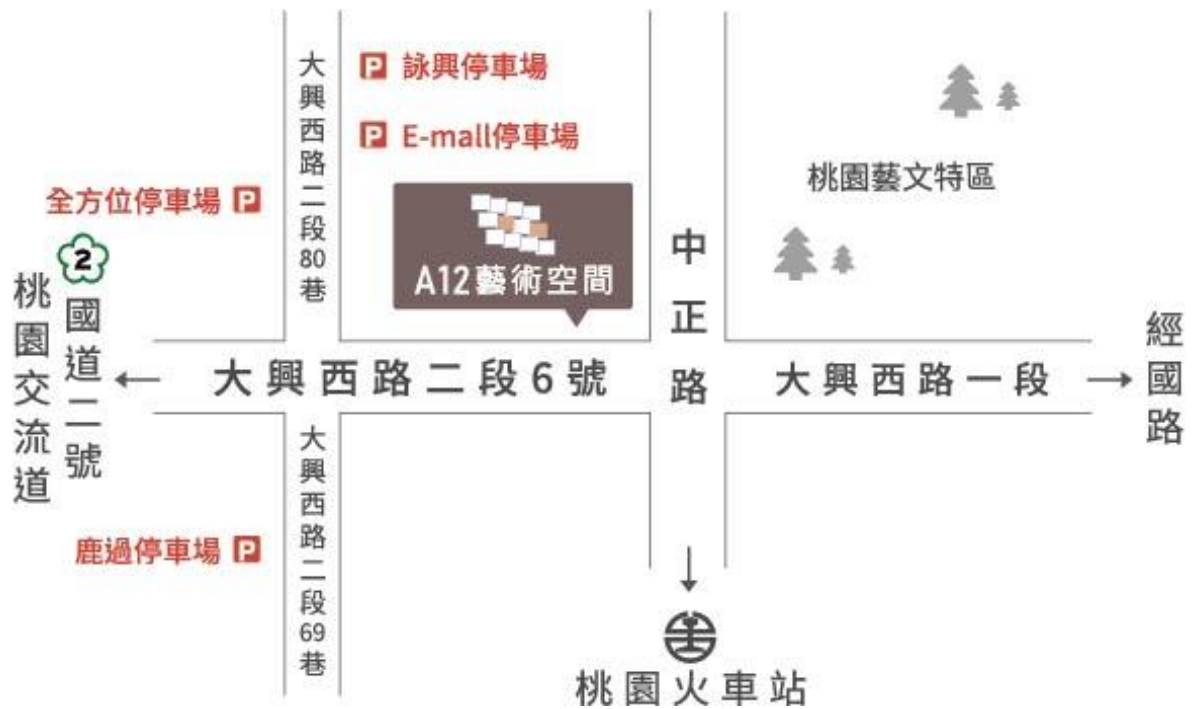 大興西路二段80巷
P 詠興停車場
P E-mall停車場
全方位停車場 P
A12藝術空間
中正路
桃園藝文特區
2
國道二號
桃園交流道
大興西路二段6號
大興西路一段
經國路
大興西路二段69巷
鹿過停車場 P
桃園火車站